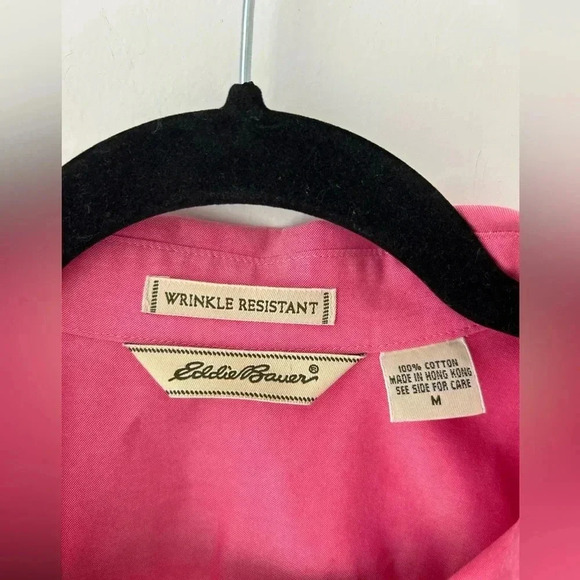 WRINKLE RESISTANT
Eddie Bauer®
100% COTTON
MADE IN HONG KONG
SEE SIDE FOR CARE
M